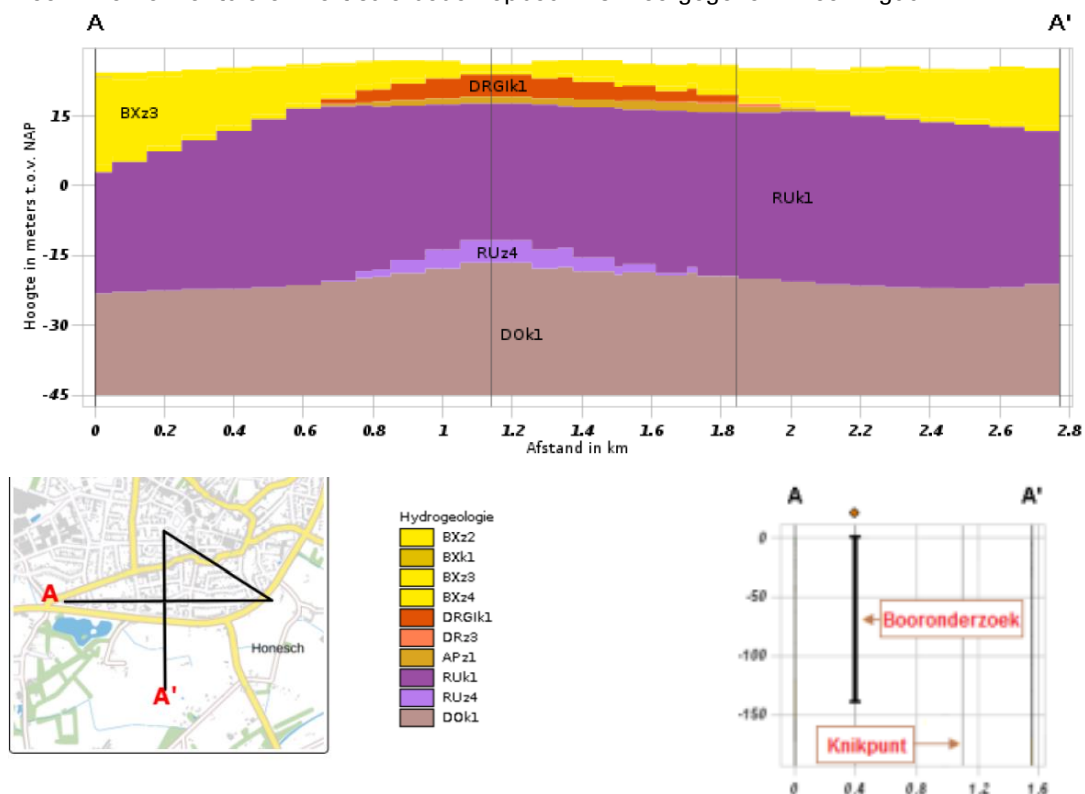 A A'
DRGIk1
BXz3
15
0
-15
-30
-45
Hoogte in meters t.o.v. NAP
RUk1
RUz4
DOk1
0 0.2 0.4 0.6 0.8 1 1.2 1.4 1.6 1.8 2 2.2 2.4 2.6 2.8
Afstand in km
A
A'
Honesch
Hydrogeologie
BXz2
BXk1
BXz3
BXz4
DRGIk1
DRz3
APz1
RUk1
RUz4
DOk1
A A'
0
-50
-100
-150
Booronderzoek
Knikpunt
0 0.4 0.8 1.2 1.6